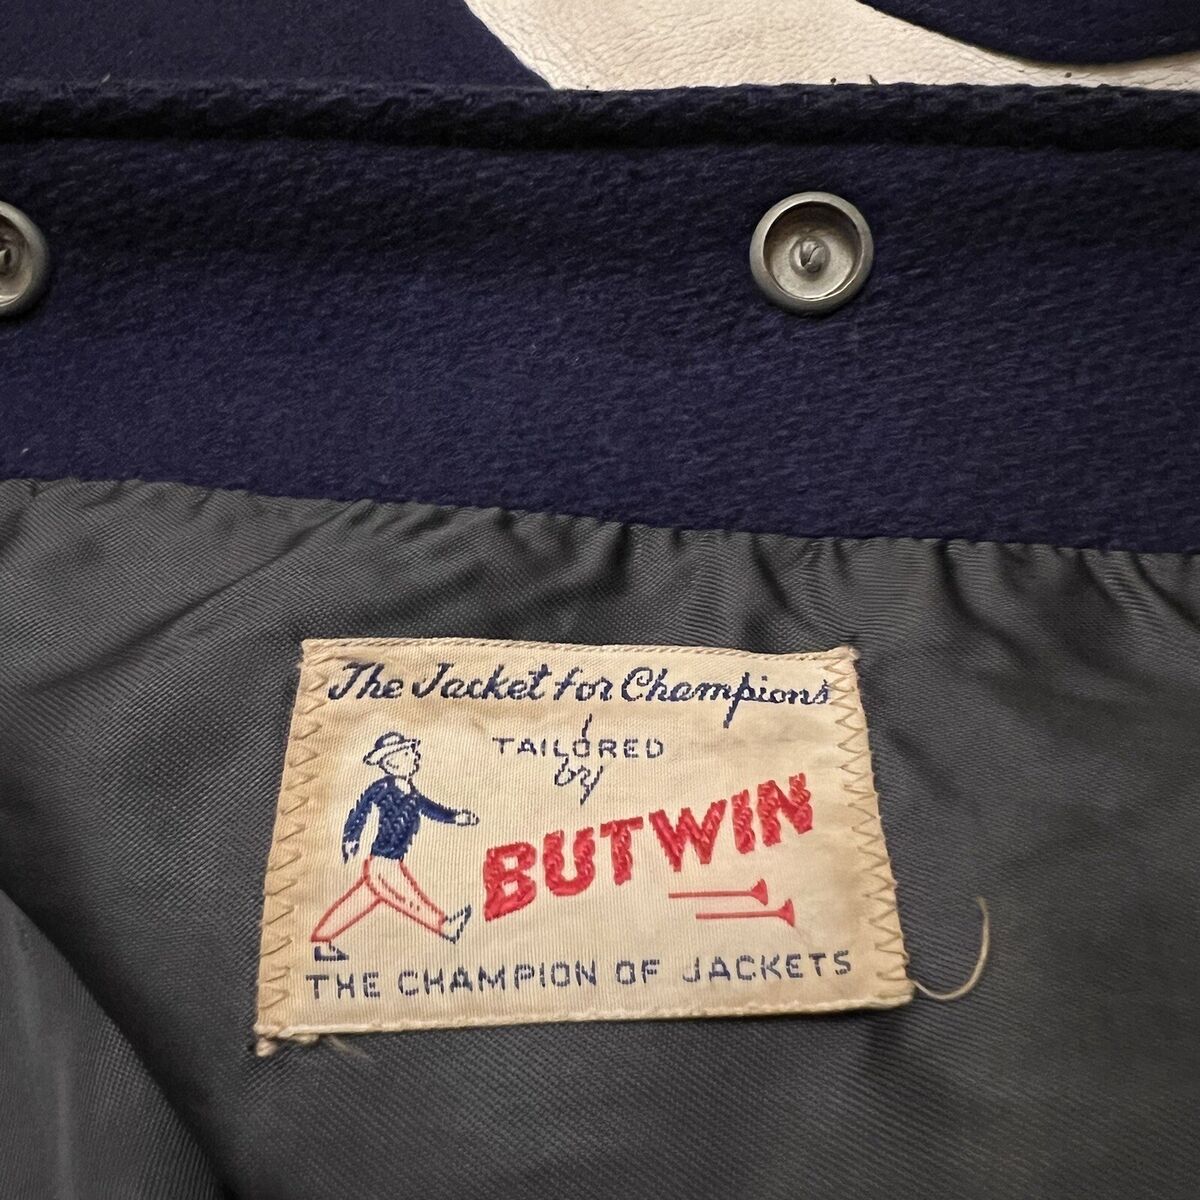 The Jacket for Champions
TAILORED
by
BUTWIN
THE CHAMPION OF JACKETS